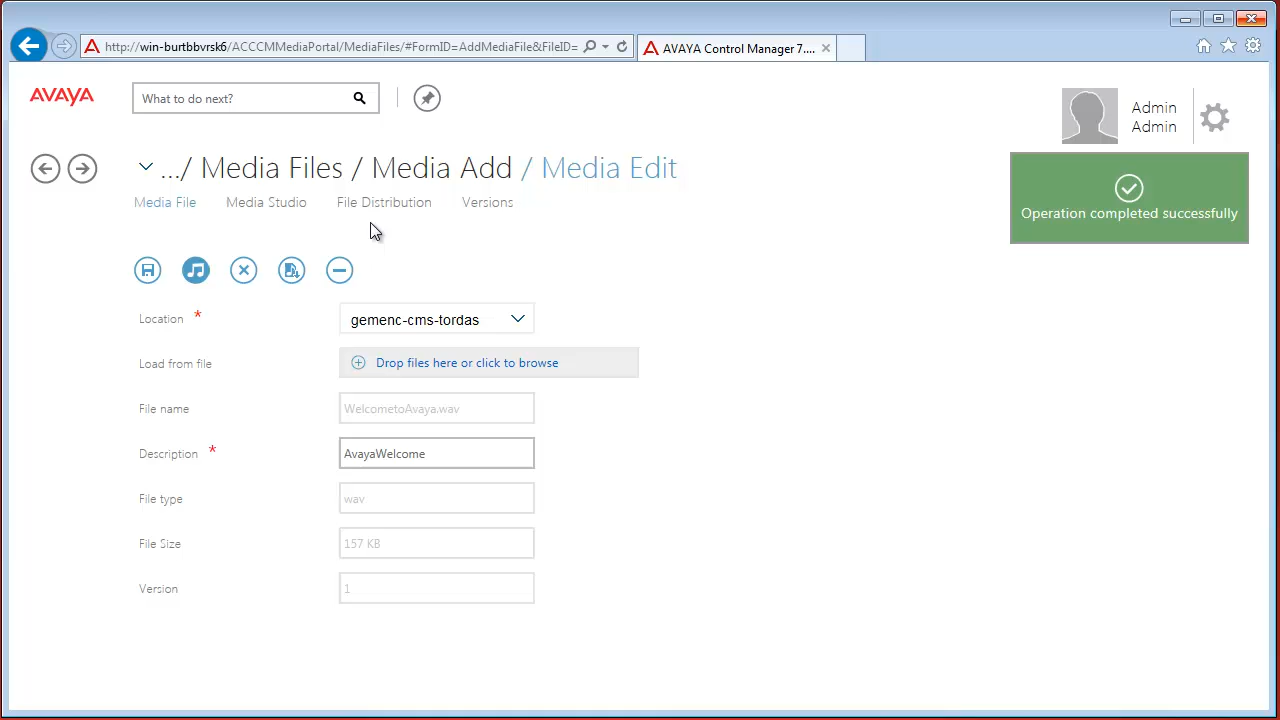 http://win-burtbbvrsk6/ACCCMMediaPortal/MediaFiles/#FormID=AddMediaFile&FileID=
AVAYA Control Manager 7....
AVAYA
What to do next?
Admin
Admin
.../ Media Files / Media Add / Media Edit
Operation completed successfully
Media File
Media Studio
File Distribution
Versions
Location *
gemenc-cms-tordas
Load from file
Drop files here or click to browse
File name
WelcometoAvaya.wav
Description *
AvayaWelcome
File type
wav
File Size
157 KB
Version
1